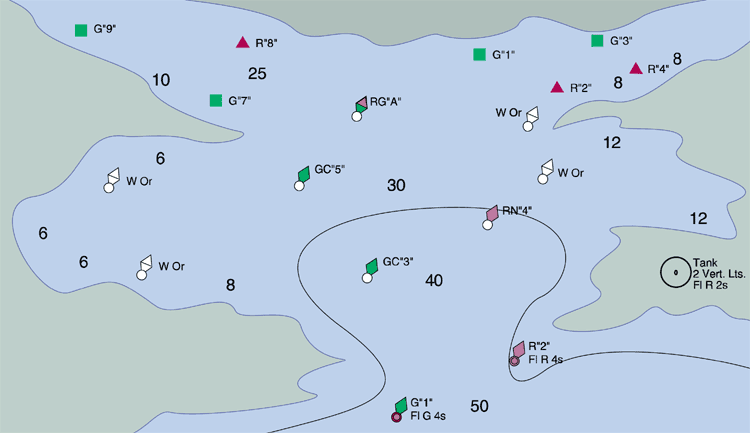 G"9"
R"8"
G"1"
G"3"
R"4"
8
R"2"
8
10
25
G"7"
RG"A"
W Or
12
6
GC"5"
W Or
W Or
30
RN"4"
12
6
6
W Or
8
GC"3"
40
Tank
2 Vert. Lts.
Fl R 2s
R"2"
Fl R 4s
G"1"
Fl G 4s
50